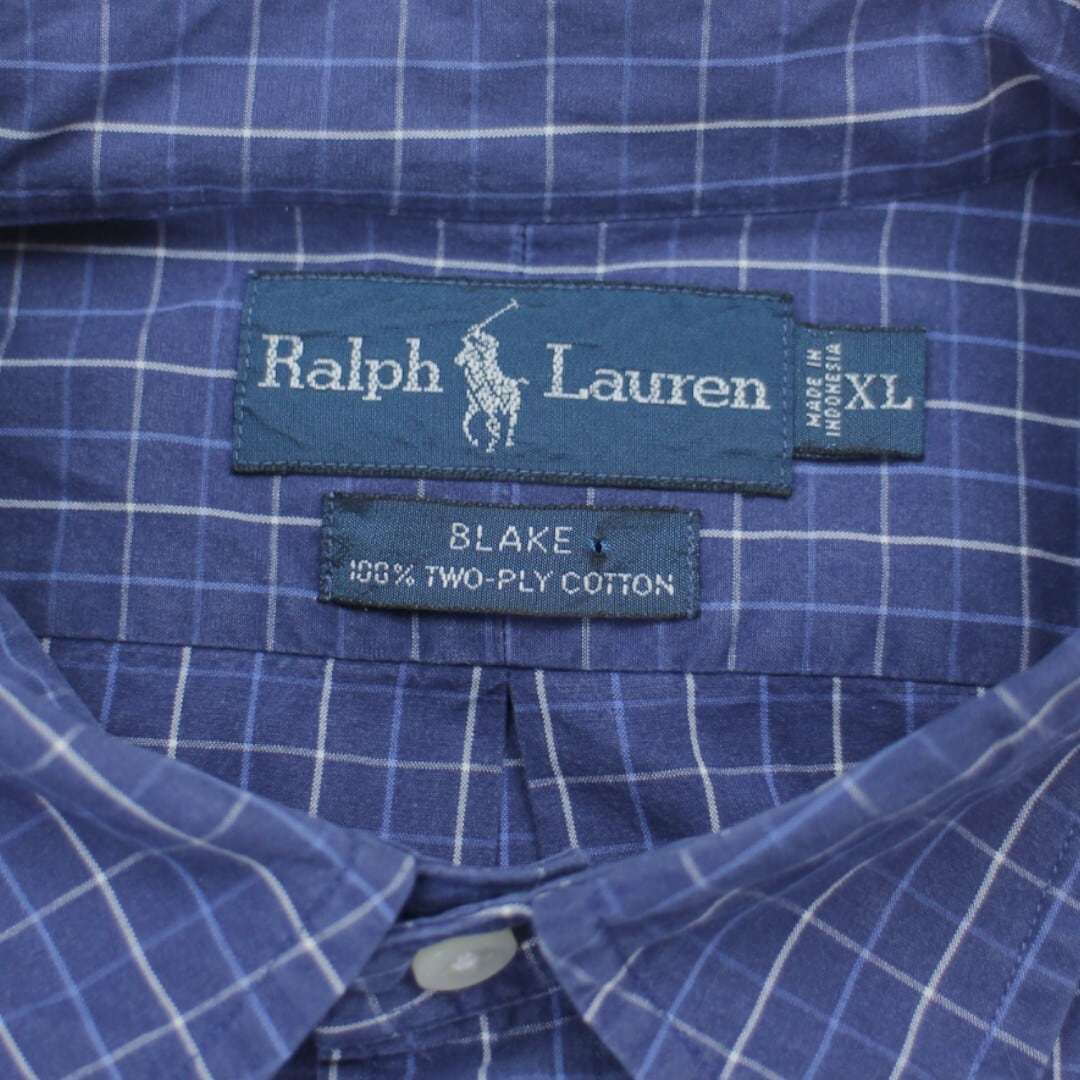 Ralph Lauren
MADE IN
INDONESIA
XL
BLAKE
100% TWO-PLY COTTON